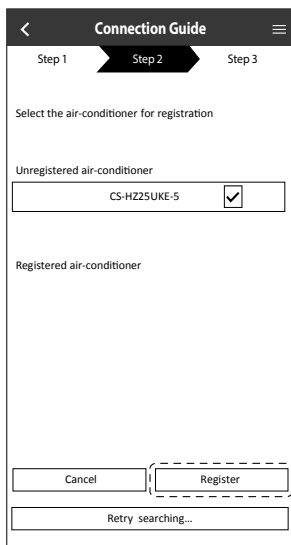 Connection Guide
Step 1 Step 2 Step 3
Select the air-conditioner for registration
Unregistered air-conditioner
CS-HZ25UKE-5
Registered air-conditioner
Cancel Register
Retry searching...